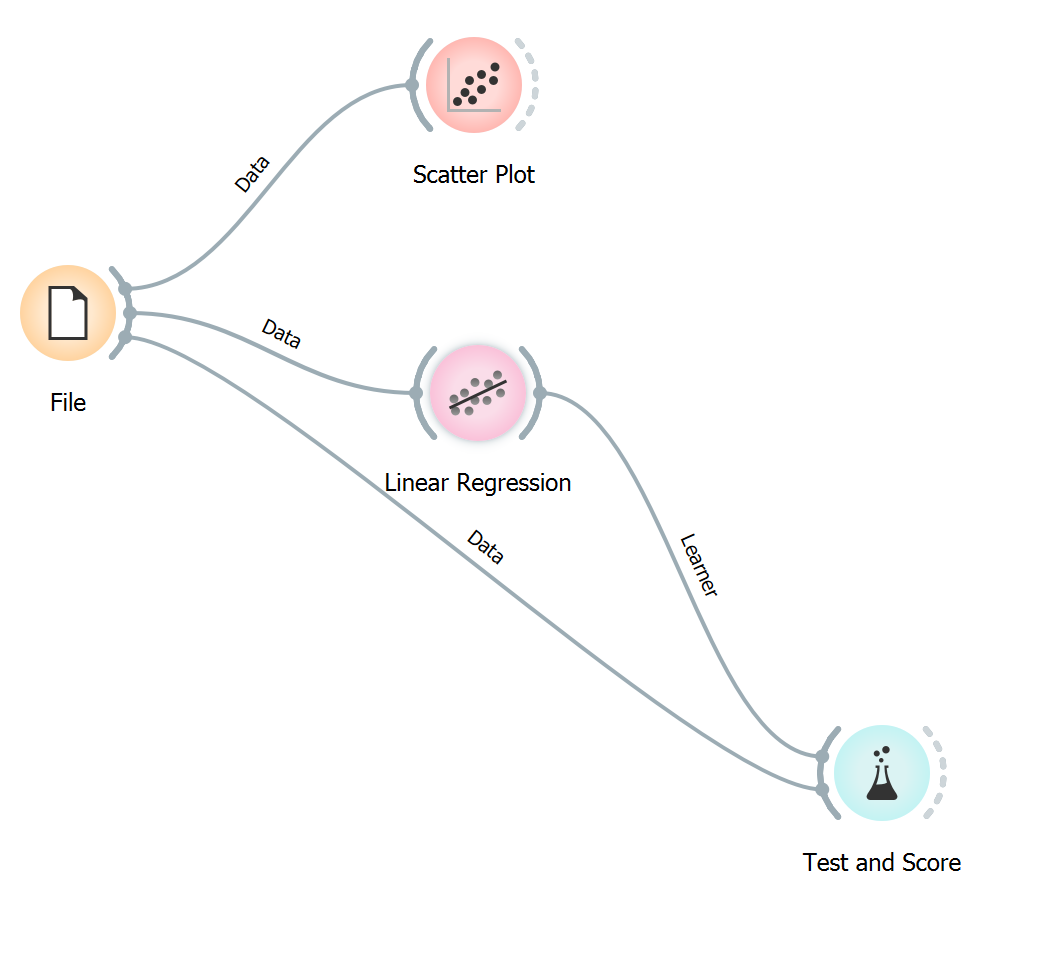 Scatter Plot
Data
File
Data
Linear Regression
Data
Learner
Test and Score